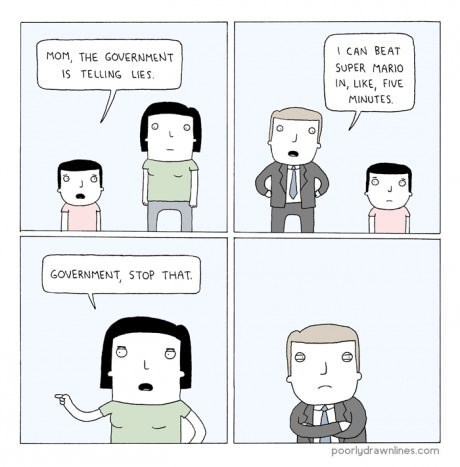 MOM, THE GOVERNMENT
IS TELLING LIES.
I CAN BEAT
SUPER MARIO
IN, LIKE, FIVE
MINUTES.
GOVERNMENT, STOP THAT.
poorlydrawnlines.com